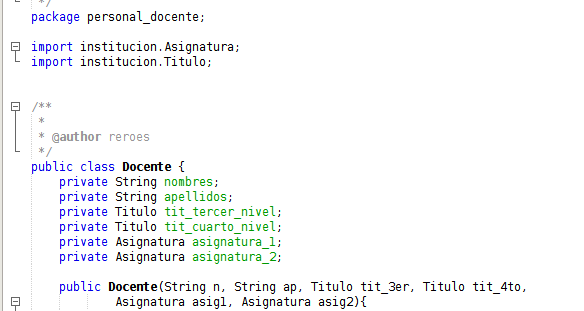 */
package personal_docente;
import institucion.Asignatura;
import institucion.Titulo;
/**
*
* @author reroes
*/
public class Docente {
private String nombres;
private String apellidos;
private Titulo tit_tercer_nivel;
private Titulo tit_cuarto_nivel;
private Asignatura asignatura_1;
private Asignatura asignatura_2;
public Docente(String n, String ap, Titulo tit_3er, Titulo tit_4to,
Asignatura asig1, Asignatura asig2){